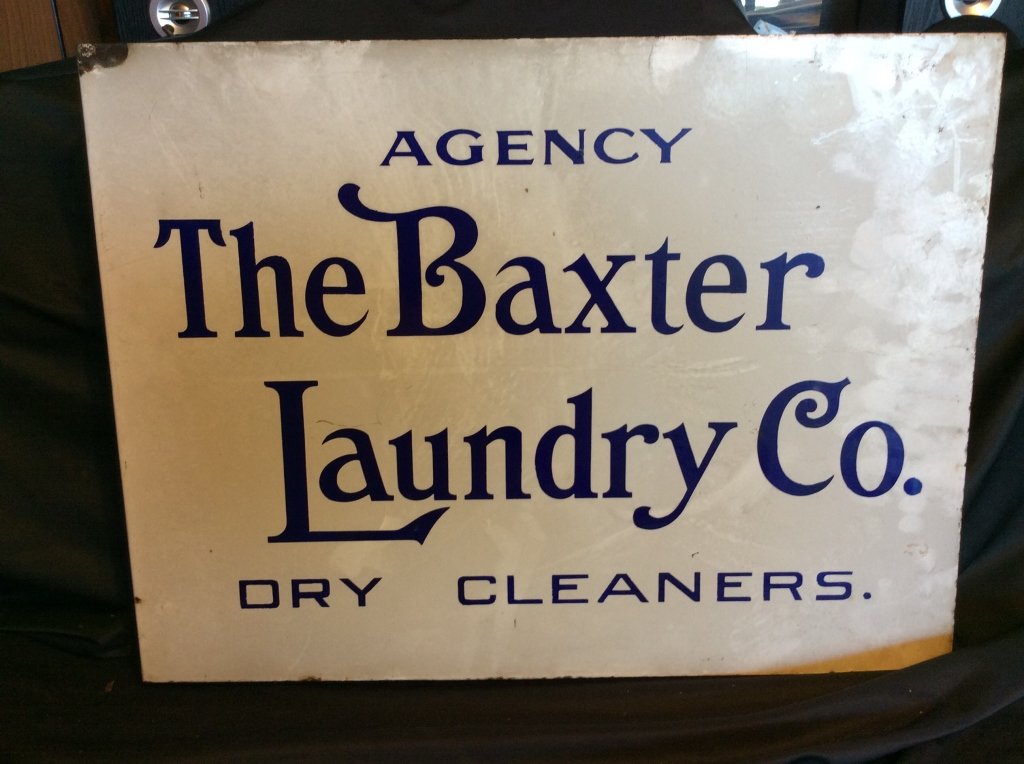 AGENCY
The Baxter
Laundry Co.
DRY CLEANERS.